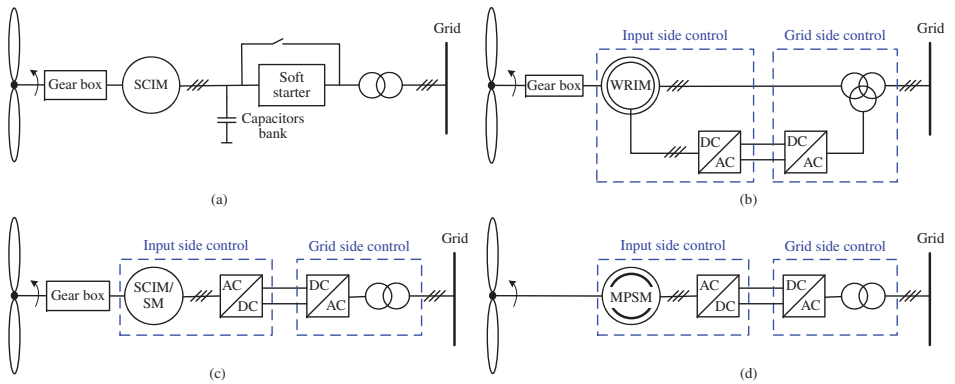 Grid
Gear box
SCIM
Soft
starter
Capacitors
bank
(a)
Input side control
Grid side control
Grid
Gear box
WRIM
DC
AC
DC
AC
(b)
Input side control
Grid side control
Grid
Gear box
SCIM/
SM
AC
DC
DC
AC
(c)
Input side control
Grid side control
Grid
MPSM
AC
DC
DC
AC
(d)